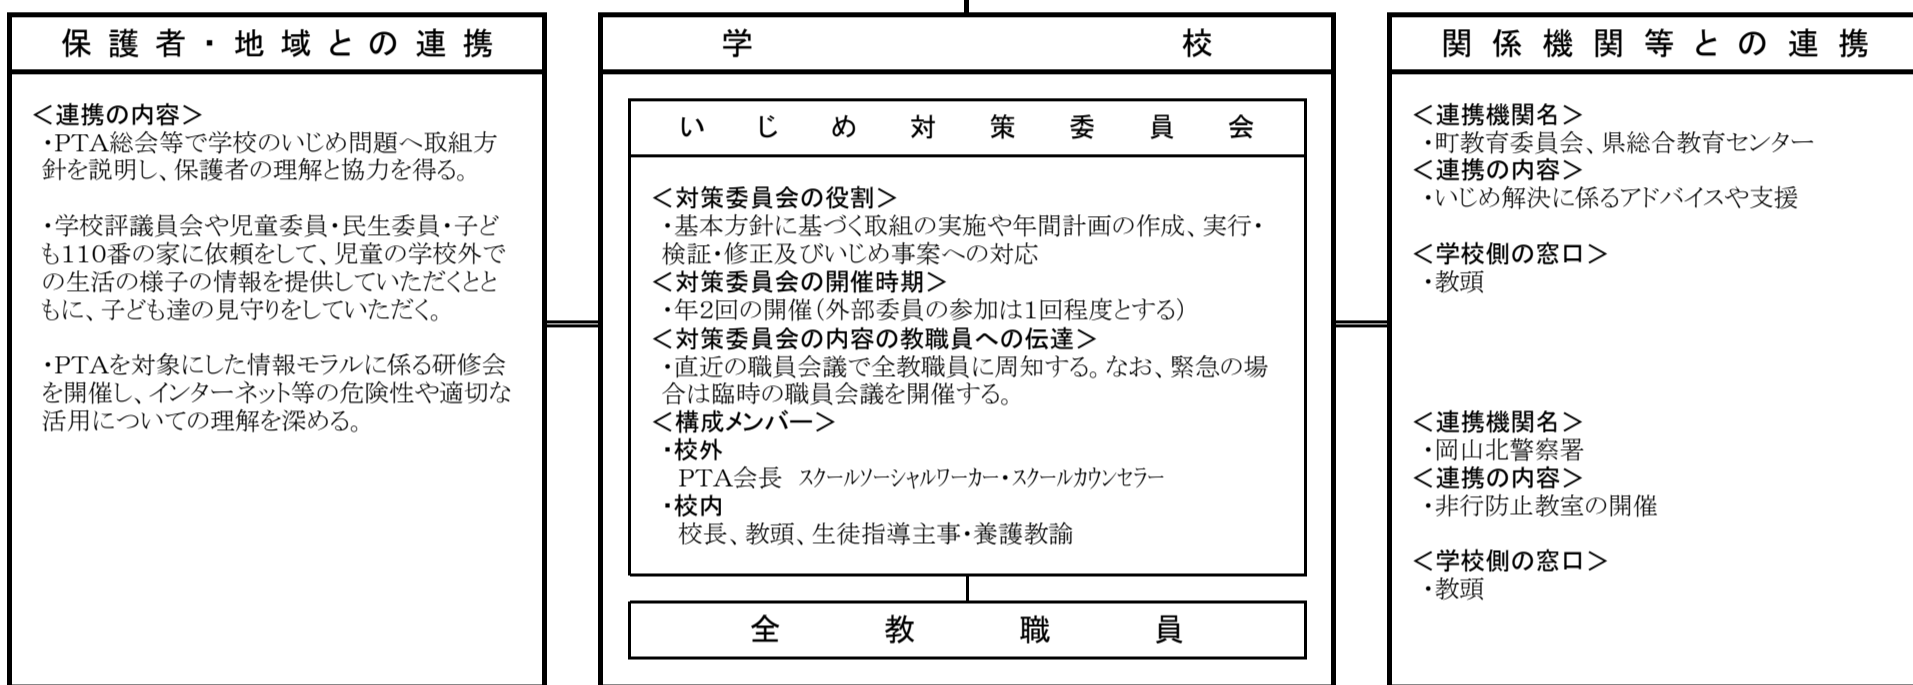 保護者・地域との連携
＜連携の内容＞
・PTA総会等で学校のいじめ問題へ取組方
針を説明し、保護者の理解と協力を得る。
・学校評議員会や児童委員・民生委員・子ど
も110番の家に依頼をして、児童の学校外で
の生活の様子の情報を提供していただくとと
もに、子ども達の見守りをしていただく。
・PTAを対象にした情報モラルに係る研修会
を開催し、インターネット等の危険性や適切な
活用についての理解を深める。
学校
いじめ対策委員会
＜対策委員会の役割＞
・基本方針に基づく取組の実施や年間計画の作成、実行・
検証・修正及びいじめ事案への対応
＜対策委員会の開催時期＞
・年2回の開催（外部委員の参加は1回程度とする）
＜対策委員会の内容の教職員への伝達＞
・直近の職員会議で全教職員に周知する。なお、緊急の場
合は臨時の職員会議を開催する。
＜構成メンバー＞
・校外
PTA会長　スクールソーシャルワーカー・スクールカウンセラー
・校内
校長、教頭、生徒指導主事・養護教諭
全教職員
関係機関等との連携
＜連携機関名＞
・町教育委員会、県総合教育センター
＜連携の内容＞
・いじめ解決に係るアドバイスや支援
＜学校側の窓口＞
・教頭
＜連携機関名＞
・岡山北警察署
＜連携の内容＞
・非行防止教室の開催
＜学校側の窓口＞
・教頭